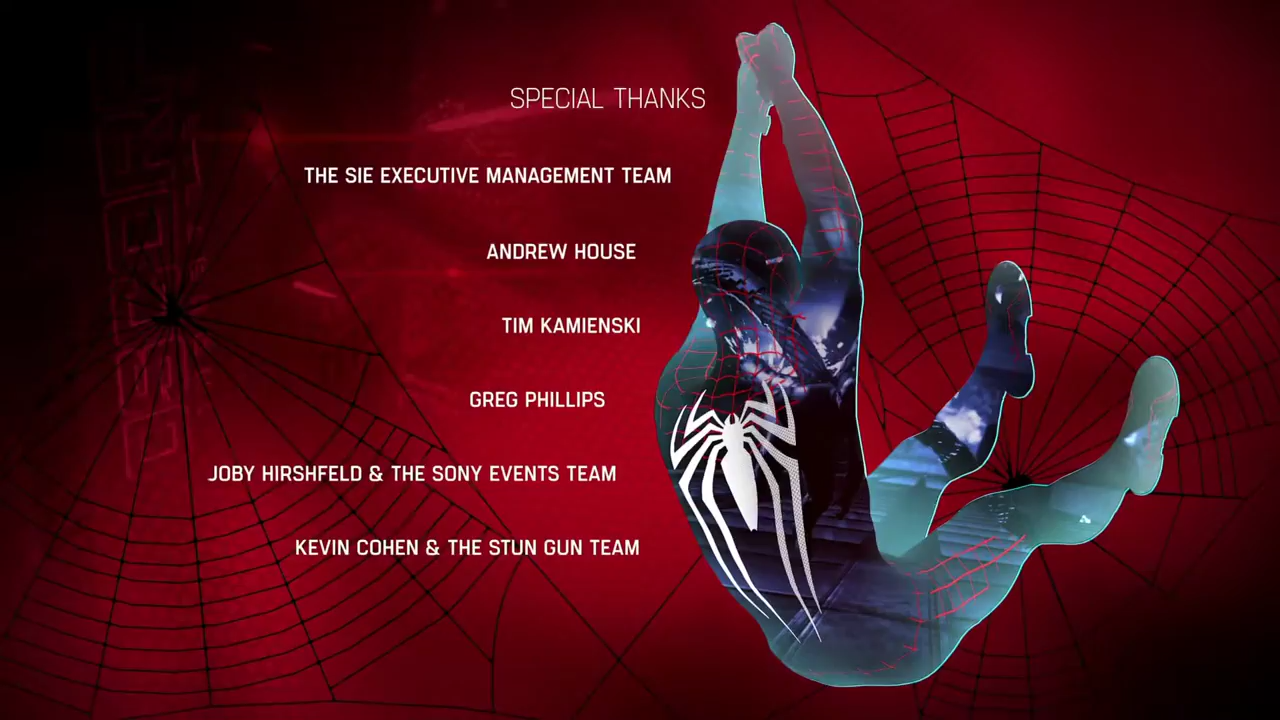 SPECIAL THANKS
THE SIE EXECUTIVE MANAGEMENT TEAM
ANDREW HOUSE
TIM KAMIENSKI
GREG PHILLIPS
JOBY HIRSHFELD & THE SONY EVENTS TEAM
KEVIN COHEN & THE STUN GUN TEAM